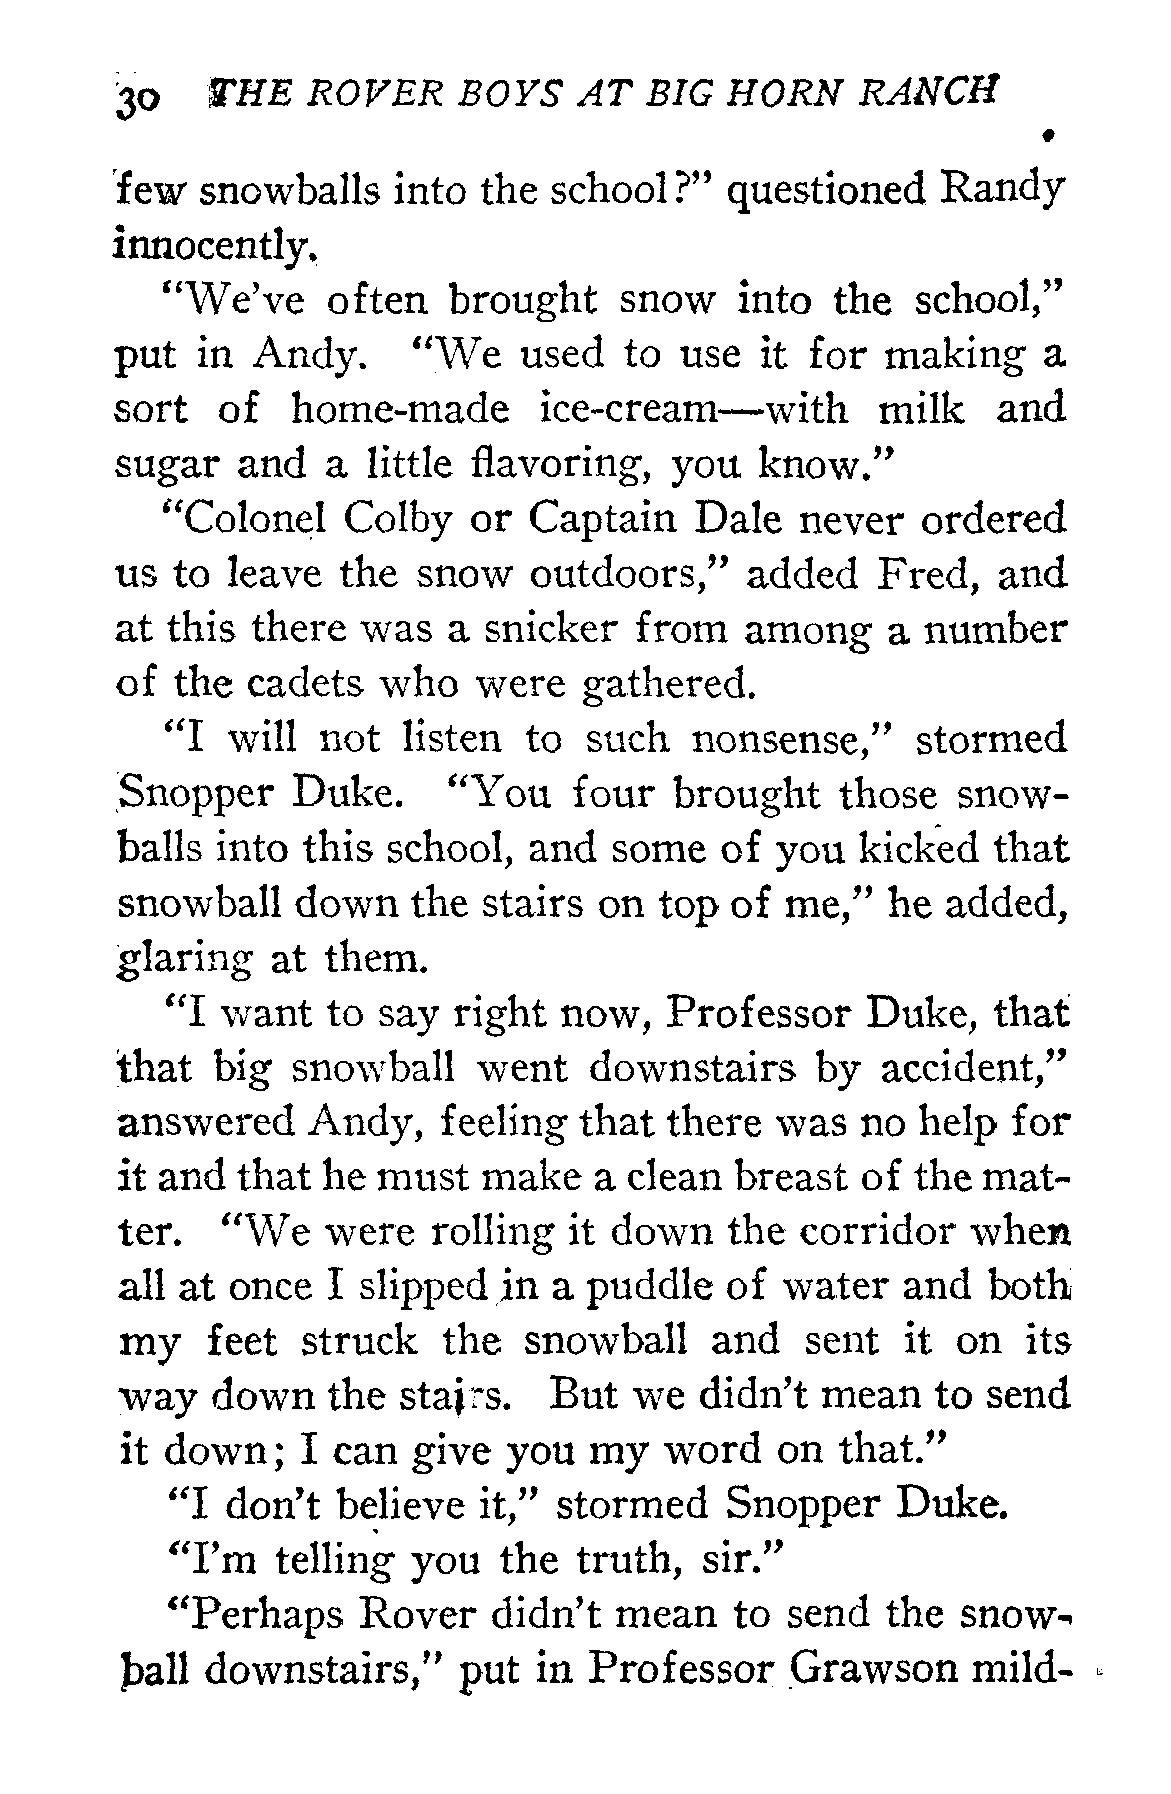 30 THE ROVER BOYS AT BIG HORN RANCH
few snowballs into the school?" questioned Randy
innocently.
"We've often brought snow into the school,"
put in Andy. "We used to use it for making a
sort of home-made ice-cream—with milk and
sugar and a little flavoring, you know."
"Colonel Colby or Captain Dale never ordered
us to leave the snow outdoors," added Fred, and
at this there was a snicker from among a number
of the cadets who were gathered.
"I will not listen to such nonsense," stormed
Snopper Duke. "You four brought those snow-
balls into this school, and some of you kicked that
snowball down the stairs on top of me," he added,
glaring at them.
"I want to say right now, Professor Duke, that
that big snowball went downstairs by accident,"
answered Andy, feeling that there was no help for
it and that he must make a clean breast of the mat-
ter. "We were rolling it down the corridor when
all at once I slipped in a puddle of water and both
my feet struck the snowball and sent it on its
way down the stairs. But we didn't mean to send
it down; I can give you my word on that."
"I don't believe it," stormed Snopper Duke.
"I'm telling you the truth, sir."
"Perhaps Rover didn't mean to send the snow-
ball downstairs," put in Professor Grawson mild-